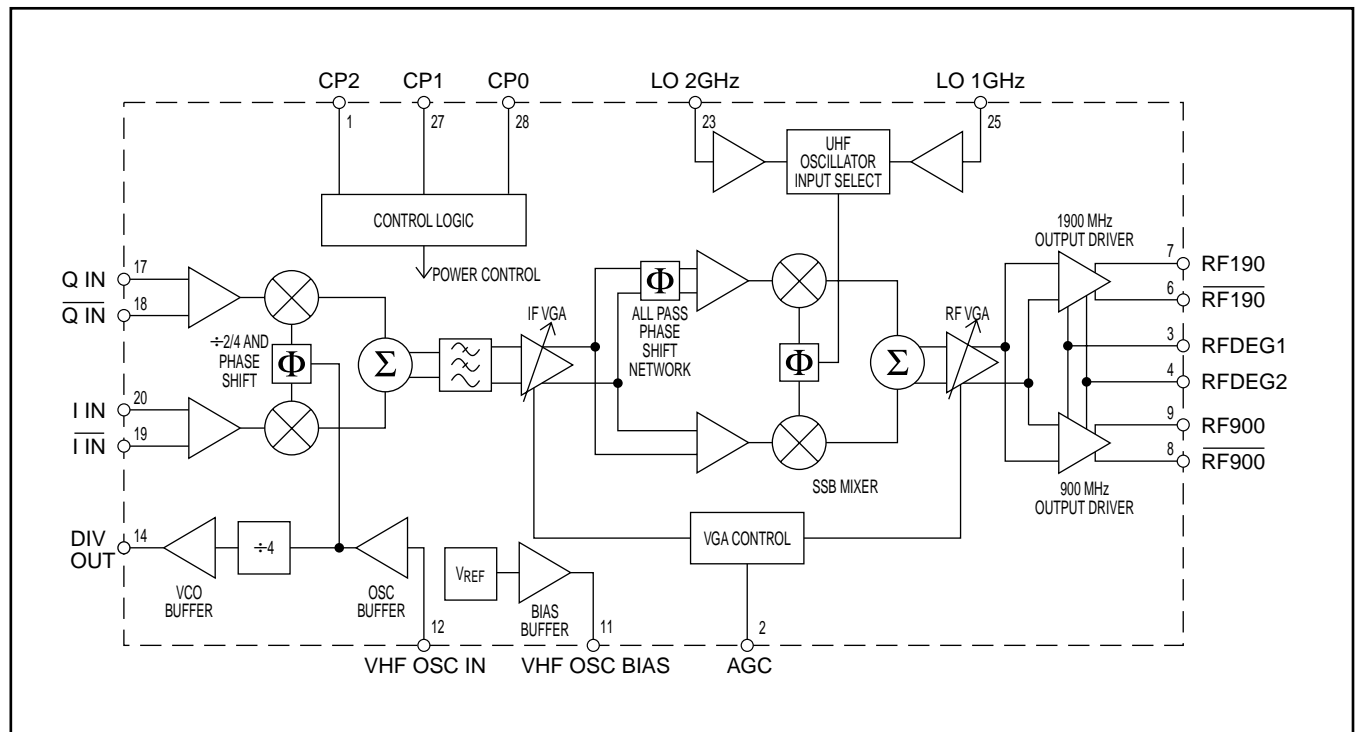 CP2 CP1 CP0 LO 2GHz LO 1GHz
1 27 28 23 25
UHF
OSCILLATOR
INPUT SELECT
CONTROL LOGIC
POWER CONTROL
1900 MHz
OUTPUT DRIVER
Q IN 17
Q IN 18
÷2/4 AND
PHASE
SHIFT
Φ
I IN 20
I IN 19
Σ
IF VGA
Φ
ALL PASS
PHASE
SHIFT
NETWORK
Φ
SSB MIXER
Σ
RF VGA
7 RF190
6 RF190
3 RFDEG1
4 RFDEG2
9 RF900
8 RF900
900 MHz
OUTPUT DRIVER
DIV
OUT
14
VCO
BUFFER
÷4
OSC
BUFFER
VREF
BIAS
BUFFER
VGA CONTROL
12 11 2
VHF OSC IN VHF OSC BIAS AGC